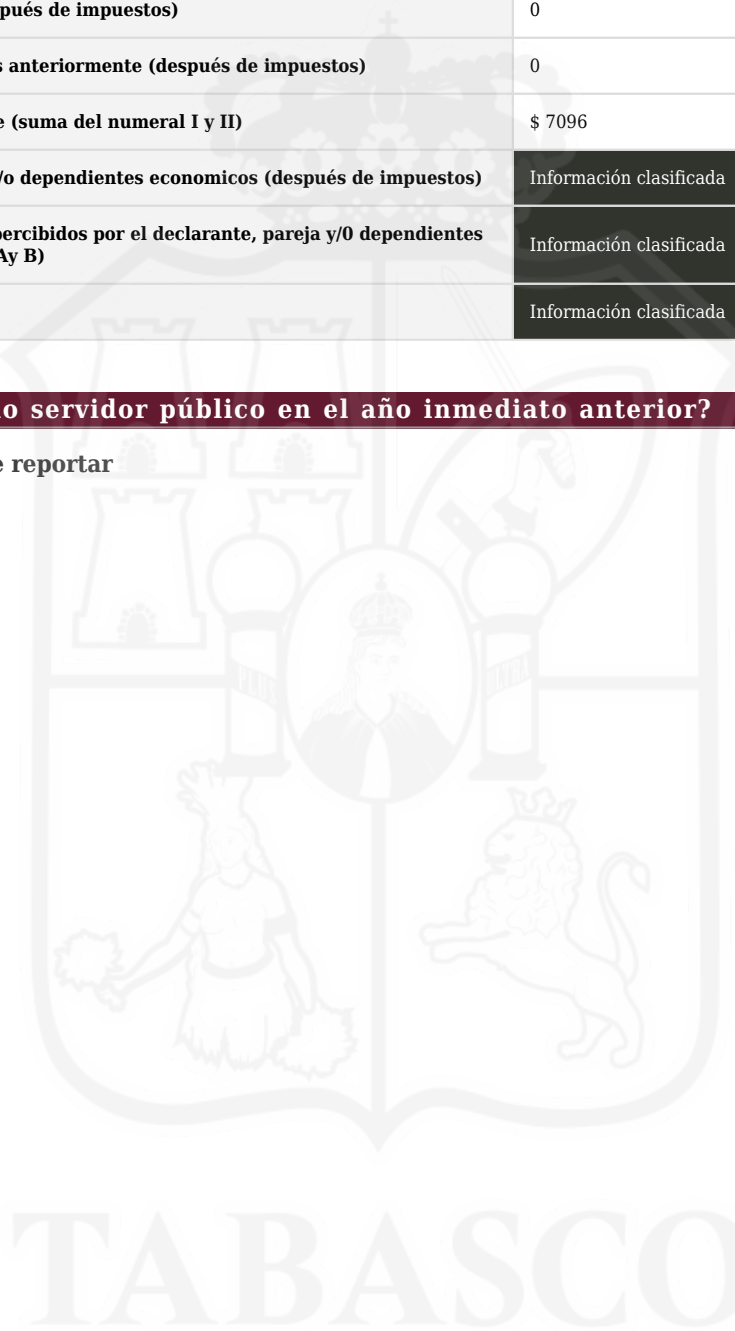 pués de impuestos) 0
s anteriormente (después de impuestos) 0
e (suma del numeral I y II) $ 7096
/o dependientes economicos (después de impuestos) Información clasificada
percibidos por el declarante, pareja y/0 dependientes
Ay B) Información clasificada
Información clasificada
o servidor público en el año inmediato anterior?
e reportar
PLUS ULTRA
TABASCO